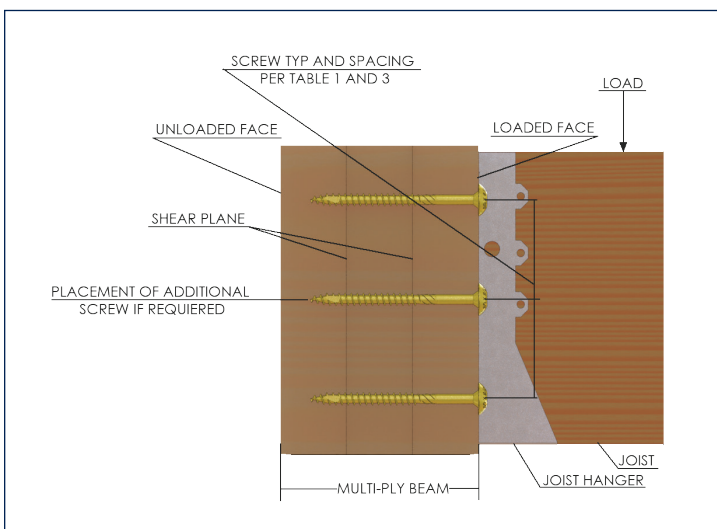 SCREW TYP AND SPACING
PER TABLE 1 AND 3
LOAD
UNLOADED FACE
LOADED FACE
SHEAR PLANE
PLACEMENT OF ADDITIONAL
SCREW IF REQUIERED
JOIST
JOIST HANGER
MULTI-PLY BEAM